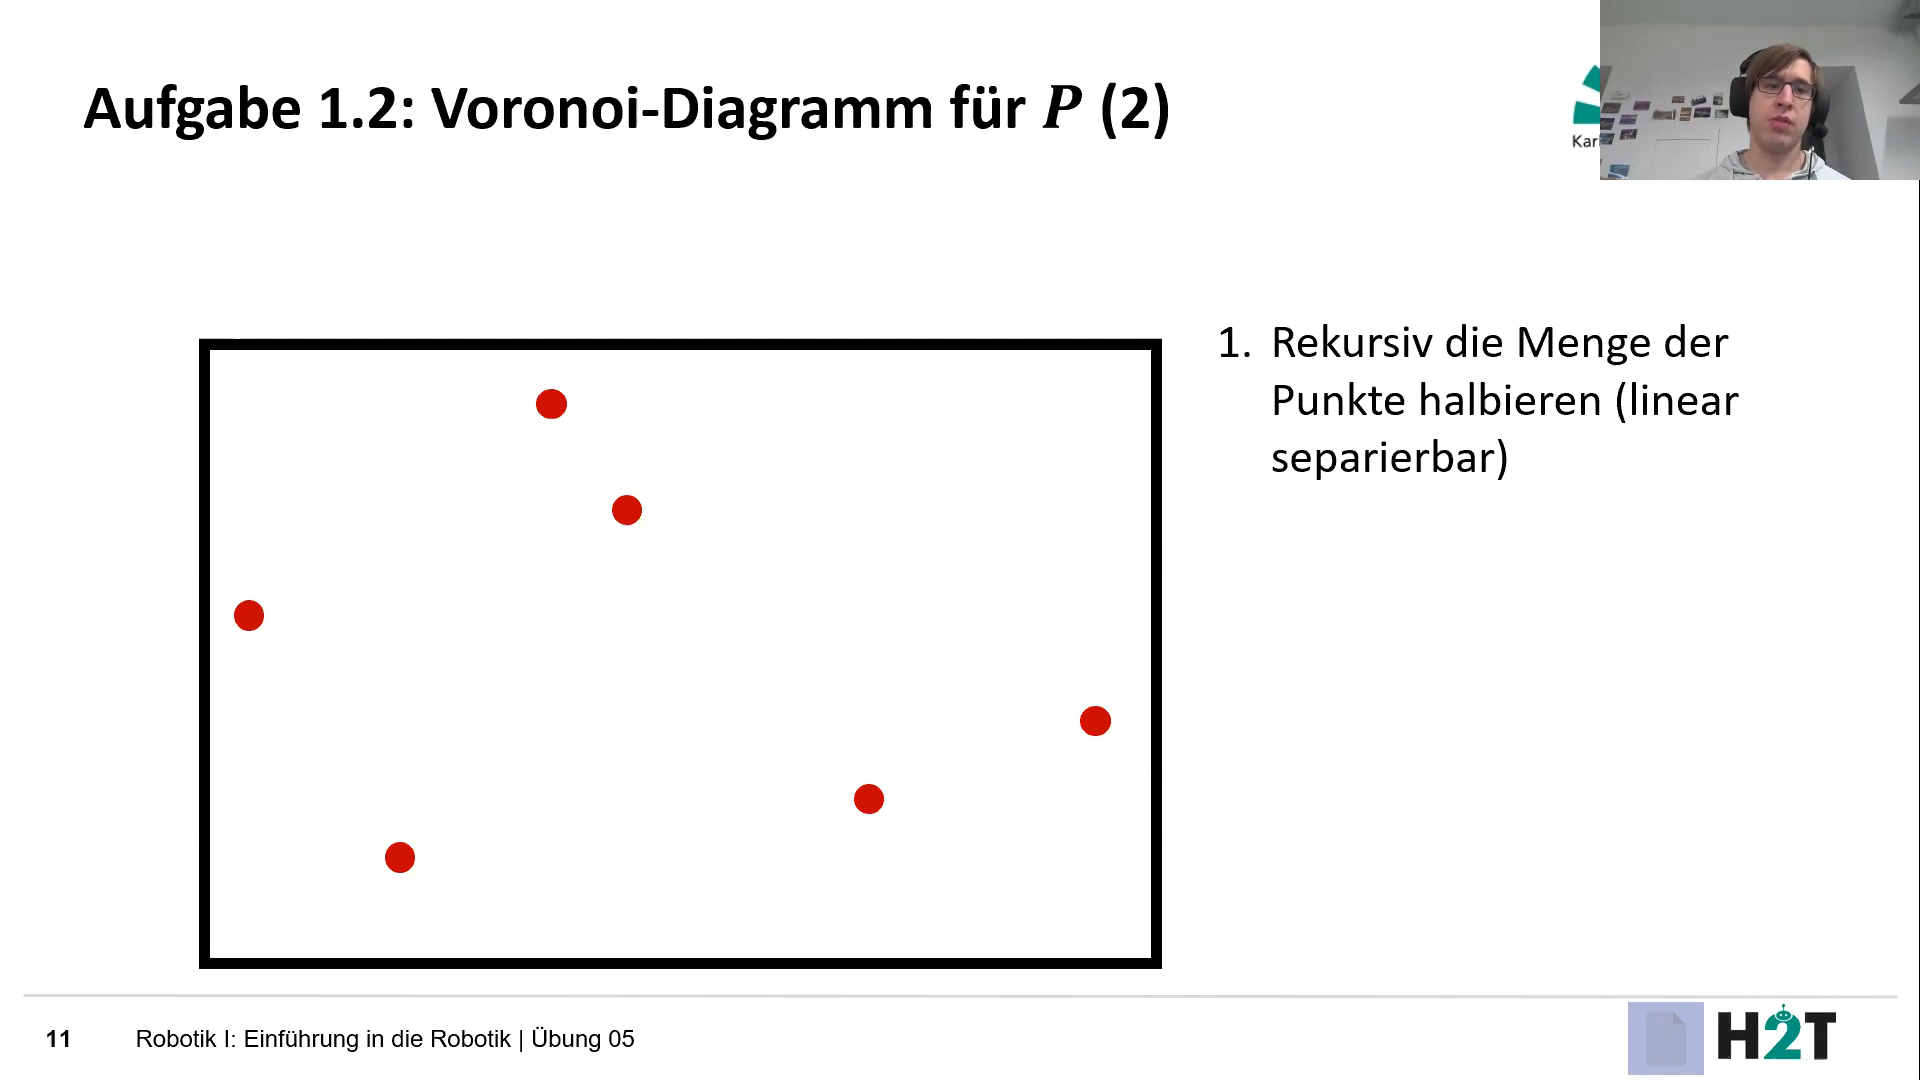 Aufgabe 1.2: Voronoi-Diagramm für P (2)
Kar
1. Rekursiv die Menge der
Punkte halbieren (linear
separierbar)
11 Robotik I: Einführung in die Robotik | Übung 05
H2T